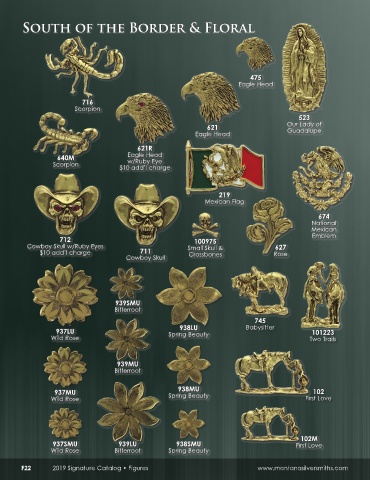 South of the Border & Floral
475
Eagle Head
716
Scorpion
523
Our Lady of
Guadalupe
621
Eagle Head
621R
Eagle Head
w/Ruby Eye
$10 add'l charge
640M
Scorpion
219
Mexican Flag
674
National
Mexican
Emblem
712
Cowboy Skull w/Ruby Eyes
$10 add'l charge
711
Cowboy Skull
100975
Small Skull &
Crossbones
627
Rose
939SMU
Bitterroot
937LU
Wild Rose
938LU
Spring Beauty
745
Babysitter
101223
Two Trails
939MU
Bitterroot
937MU
Wild Rose
938MU
Spring Beauty
102
First Love
937SMU
Wild Rose
939LU
Bitterroot
938SMU
Spring Beauty
102M
First Love
F22 2019 Signature Catalog • Figures www.montanasilversmiths.com